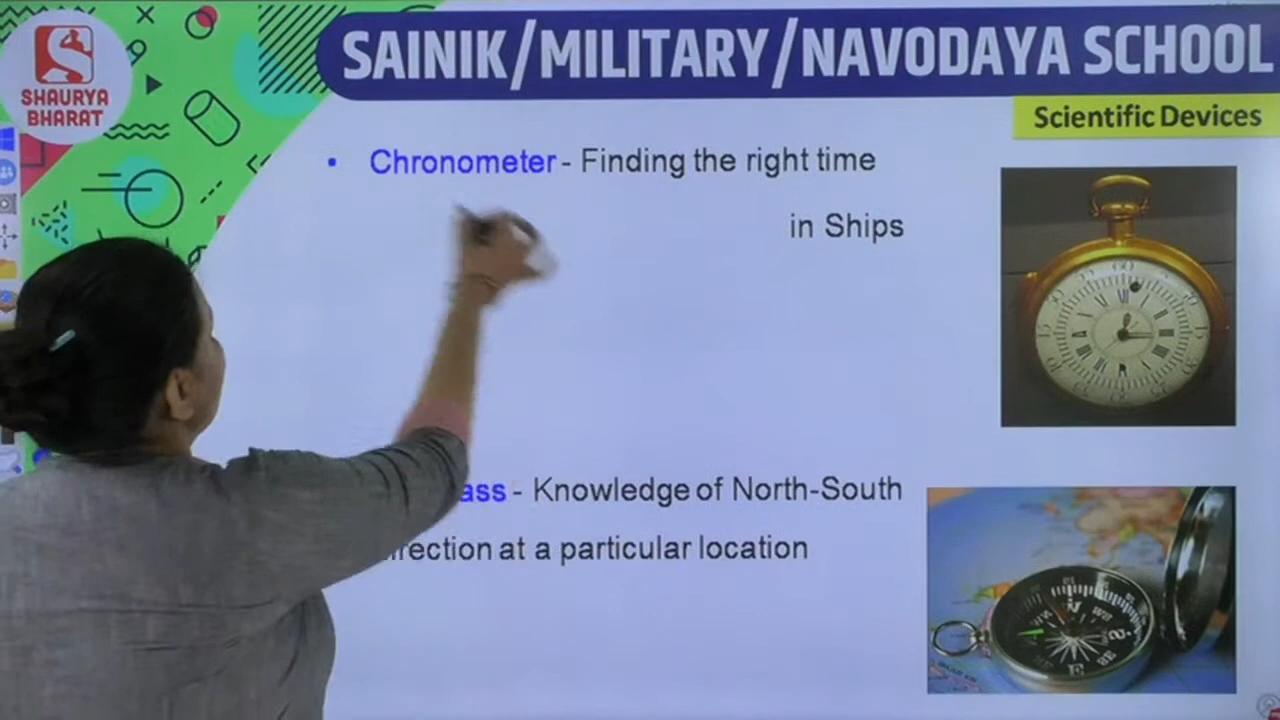 SAINIK/MILITARY/NAVODAYA SCHOOL
SHAURYA
BHARAT
Scientific Devices
• Chronometer - Finding the right time
in Ships
ass - Knowledge of North-South
rection at a particular location